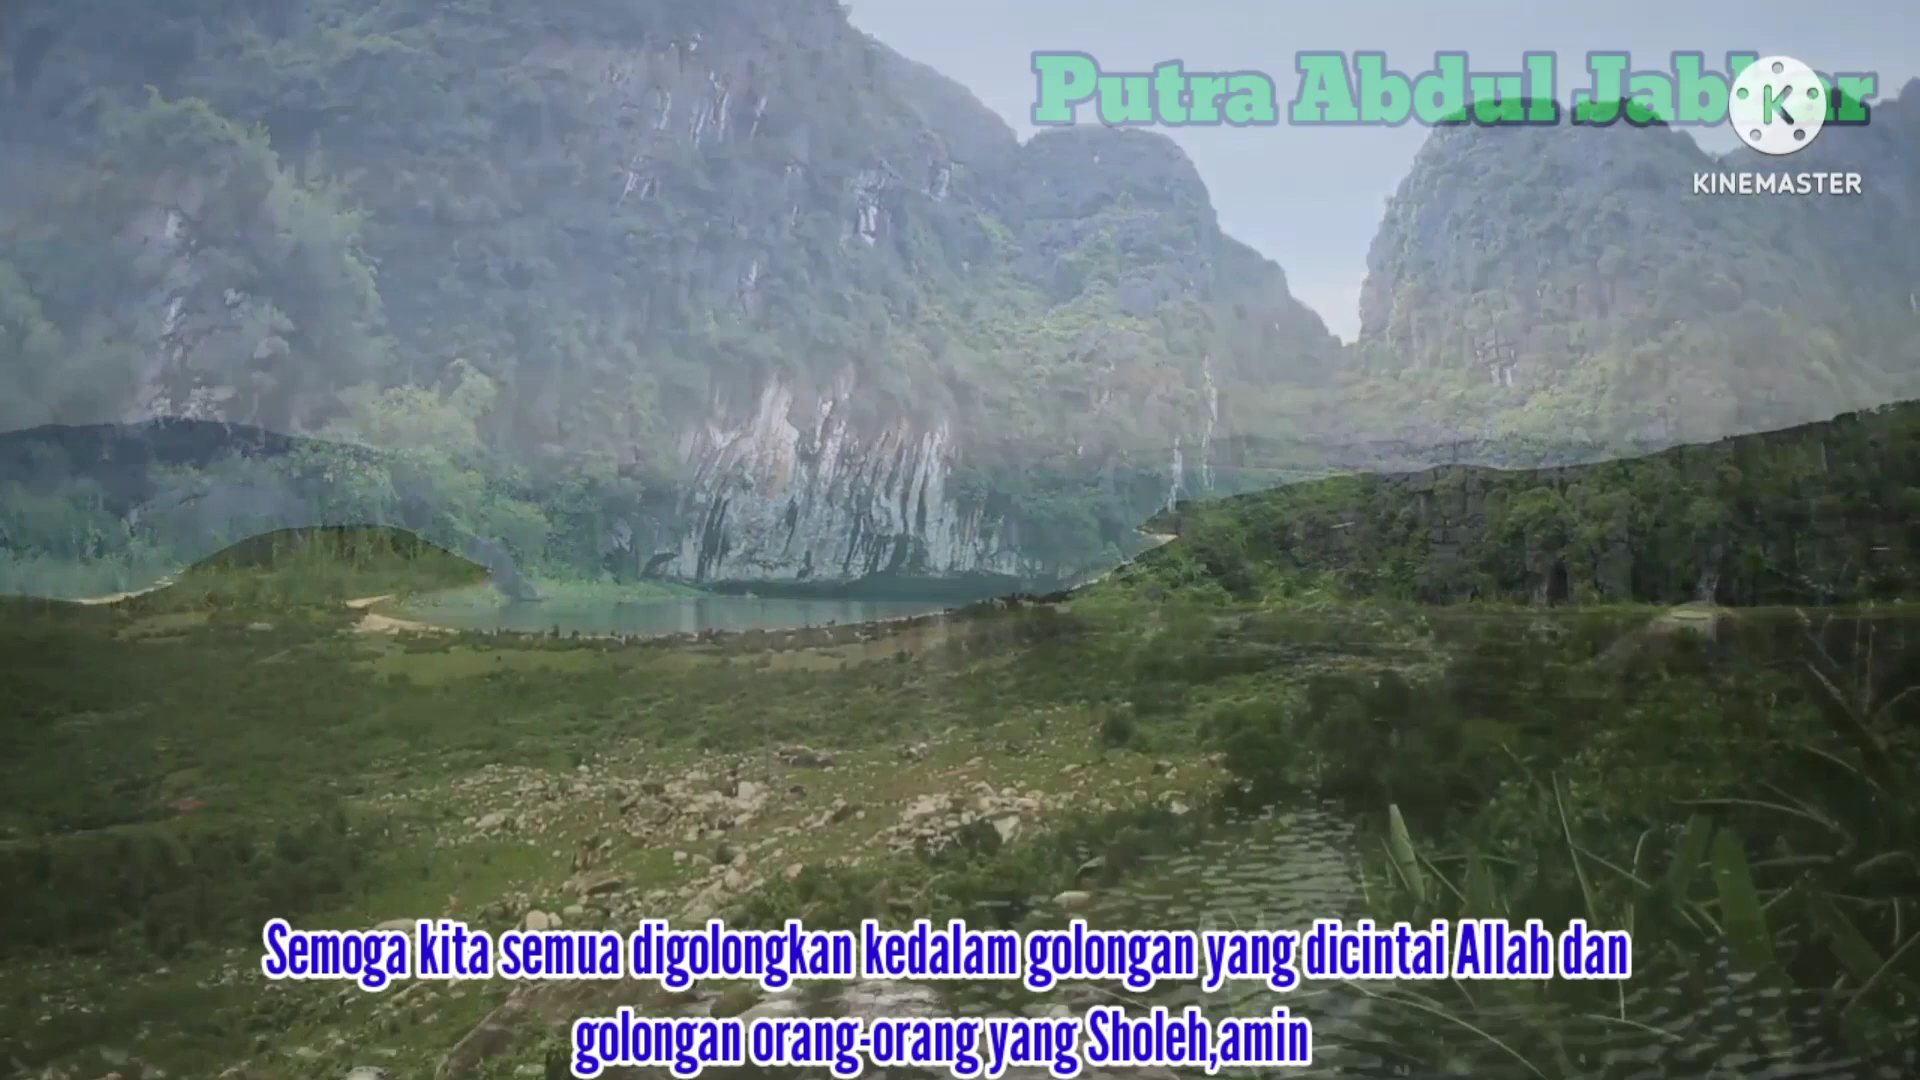 Putra Abdul
KINEMASTER
Semoga kita semua digolongkan kedalam golongan yang dicintai Allah dan
golongan orang-orang yang Sholeh,amin